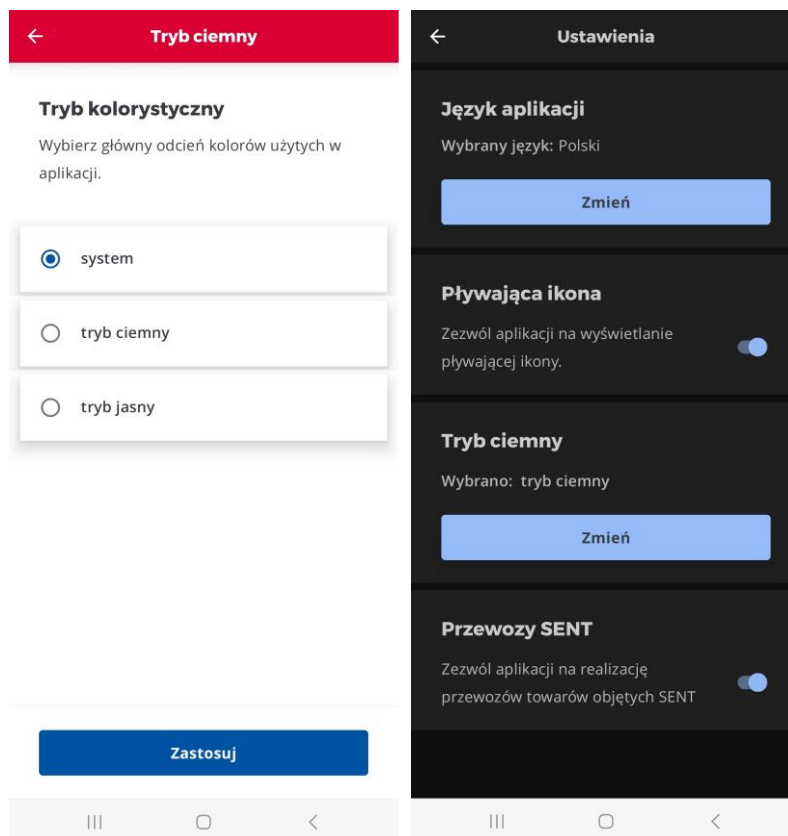 Tryb ciemny
Tryb kolorystyczny
Wybierz główny odcień kolorów użytych w
aplikacji.
system
tryb ciemny
tryb jasny
Zastosuj
Ustawienia
Język aplikacji
Wybrany język: Polski
Zmień
Pływająca ikona
Zezwól aplikacji na wyświetlanie
pływającej ikony.
Tryb ciemny
Wybrano: tryb ciemny
Zmień
Przewozy SENT
Zezwól aplikacji na realizację
przewozów towarów objętych SENT